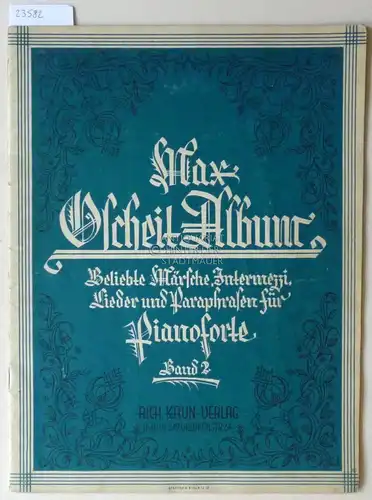 23582
Max
Oscheit-Album
Beliebte Märsche, Intermezzi,
Lieder und Paraphrasen für
Pianoforte
Band 2
RICH. KAUN-VERLAG